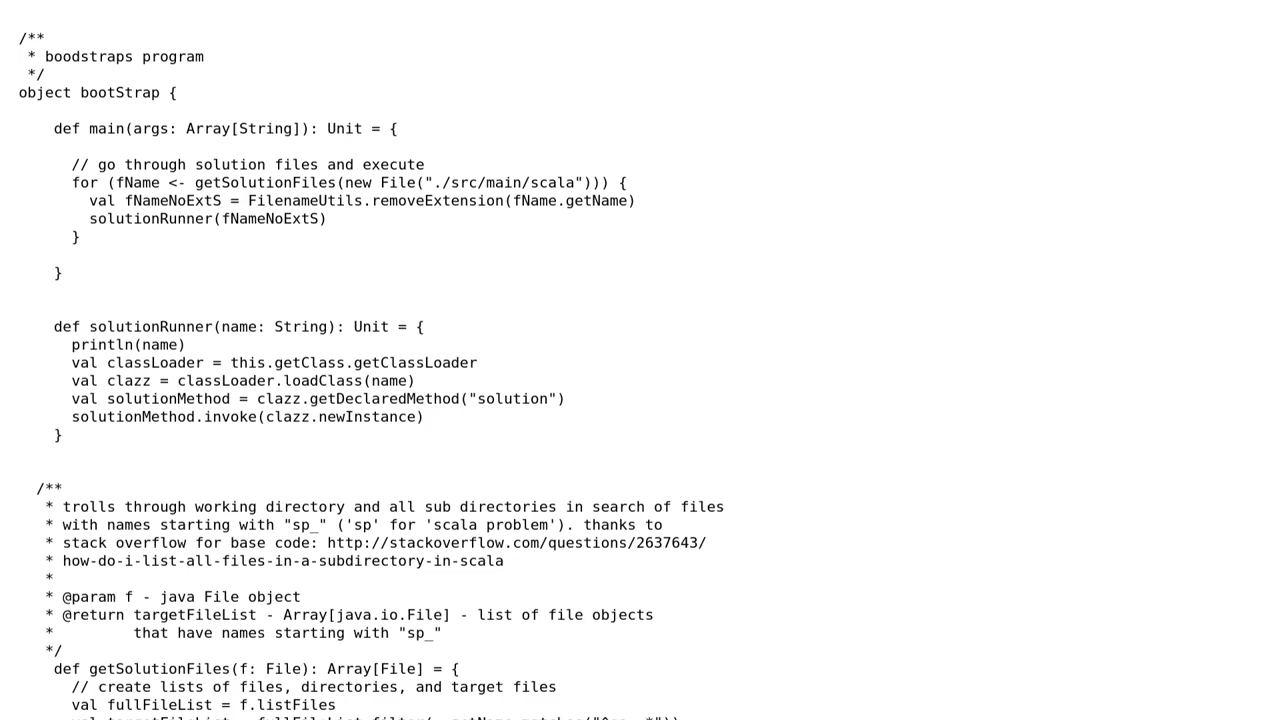 /**
 * boodstraps program
 */
object bootStrap {

    def main(args: Array[String]): Unit = {

      // go through solution files and execute
      for (fName <- getSolutionFiles(new File("./src/main/scala"))) {
        val fNameNoExtS = FilenameUtils.removeExtension(fName.getName)
        solutionRunner(fNameNoExtS)
      }

    }


    def solutionRunner(name: String): Unit = {
      println(name)
      val classLoader = this.getClass.getClassLoader
      val clazz = classLoader.loadClass(name)
      val solutionMethod = clazz.getDeclaredMethod("solution")
      solutionMethod.invoke(clazz.newInstance)
    }


  /**
   * trolls through working directory and all sub directories in search of files
   * with names starting with "sp_" ('sp' for 'scala problem'). thanks to
   * stack overflow for base code: http://stackoverflow.com/questions/2637643/
   * how-do-i-list-all-files-in-a-subdirectory-in-scala
   *
   * @param f - java File object
   * @return targetFileList - Array[java.io.File] - list of file objects
   *         that have names starting with "sp_"
   */
    def getSolutionFiles(f: File): Array[File] = {
      // create lists of files, directories, and target files
      val fullFileList = f.listFiles